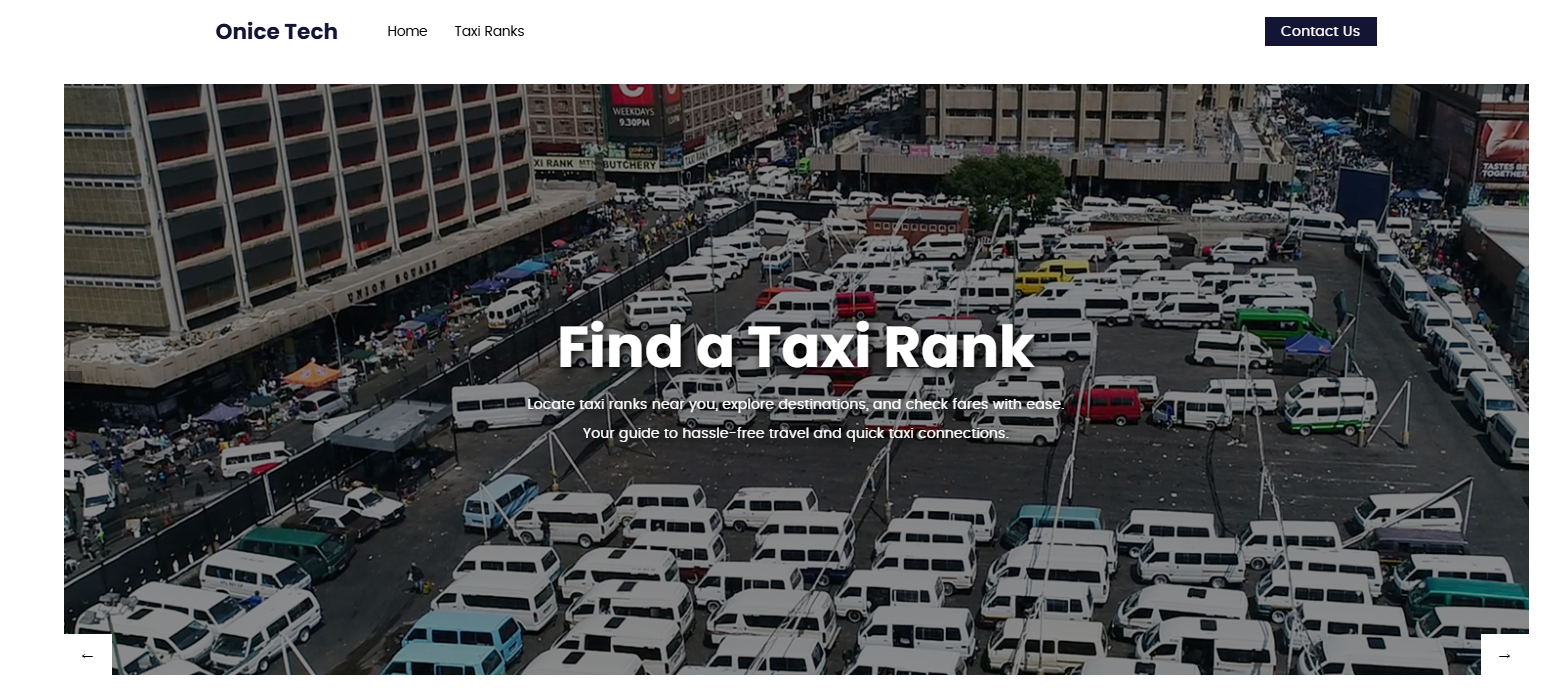 Onice Tech
Home
Taxi Ranks
Contact Us
WEEKDAYS
9.30PM
XI RANK
BUTCHERY
TAXI RANK
UNION SQUARE
TASTES BE
TOGETHER
Find a Taxi Rank
Locate taxi ranks near you, explore destinations, and check fares with ease.
Your guide to hassle-free travel and quick taxi connections.
←
→